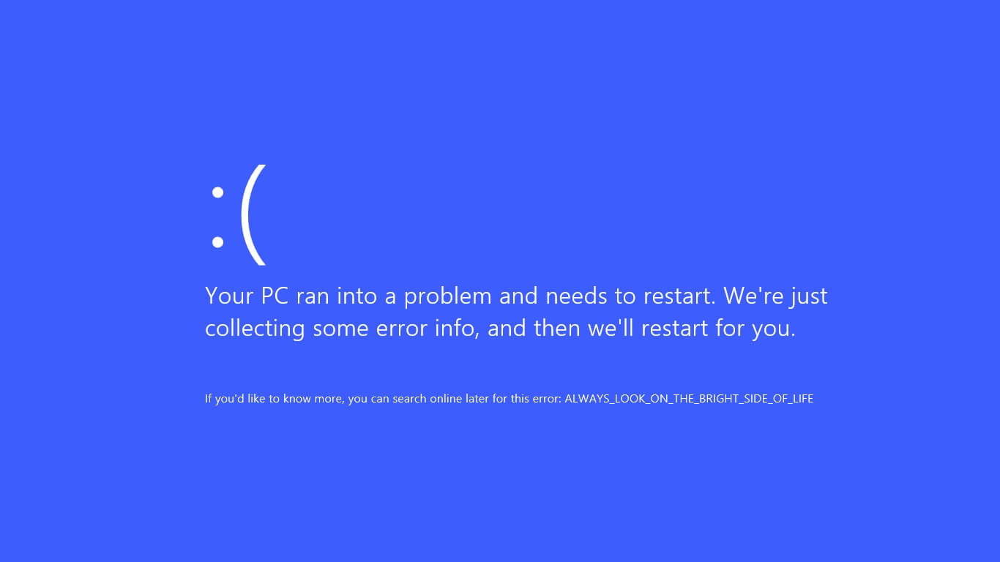 :(
Your PC ran into a problem and needs to restart. We're just
collecting some error info, and then we'll restart for you.
If you'd like to know more, you can search online later for this error: ALWAYS_LOOK_ON_THE_BRIGHT_SIDE_OF_LIFE